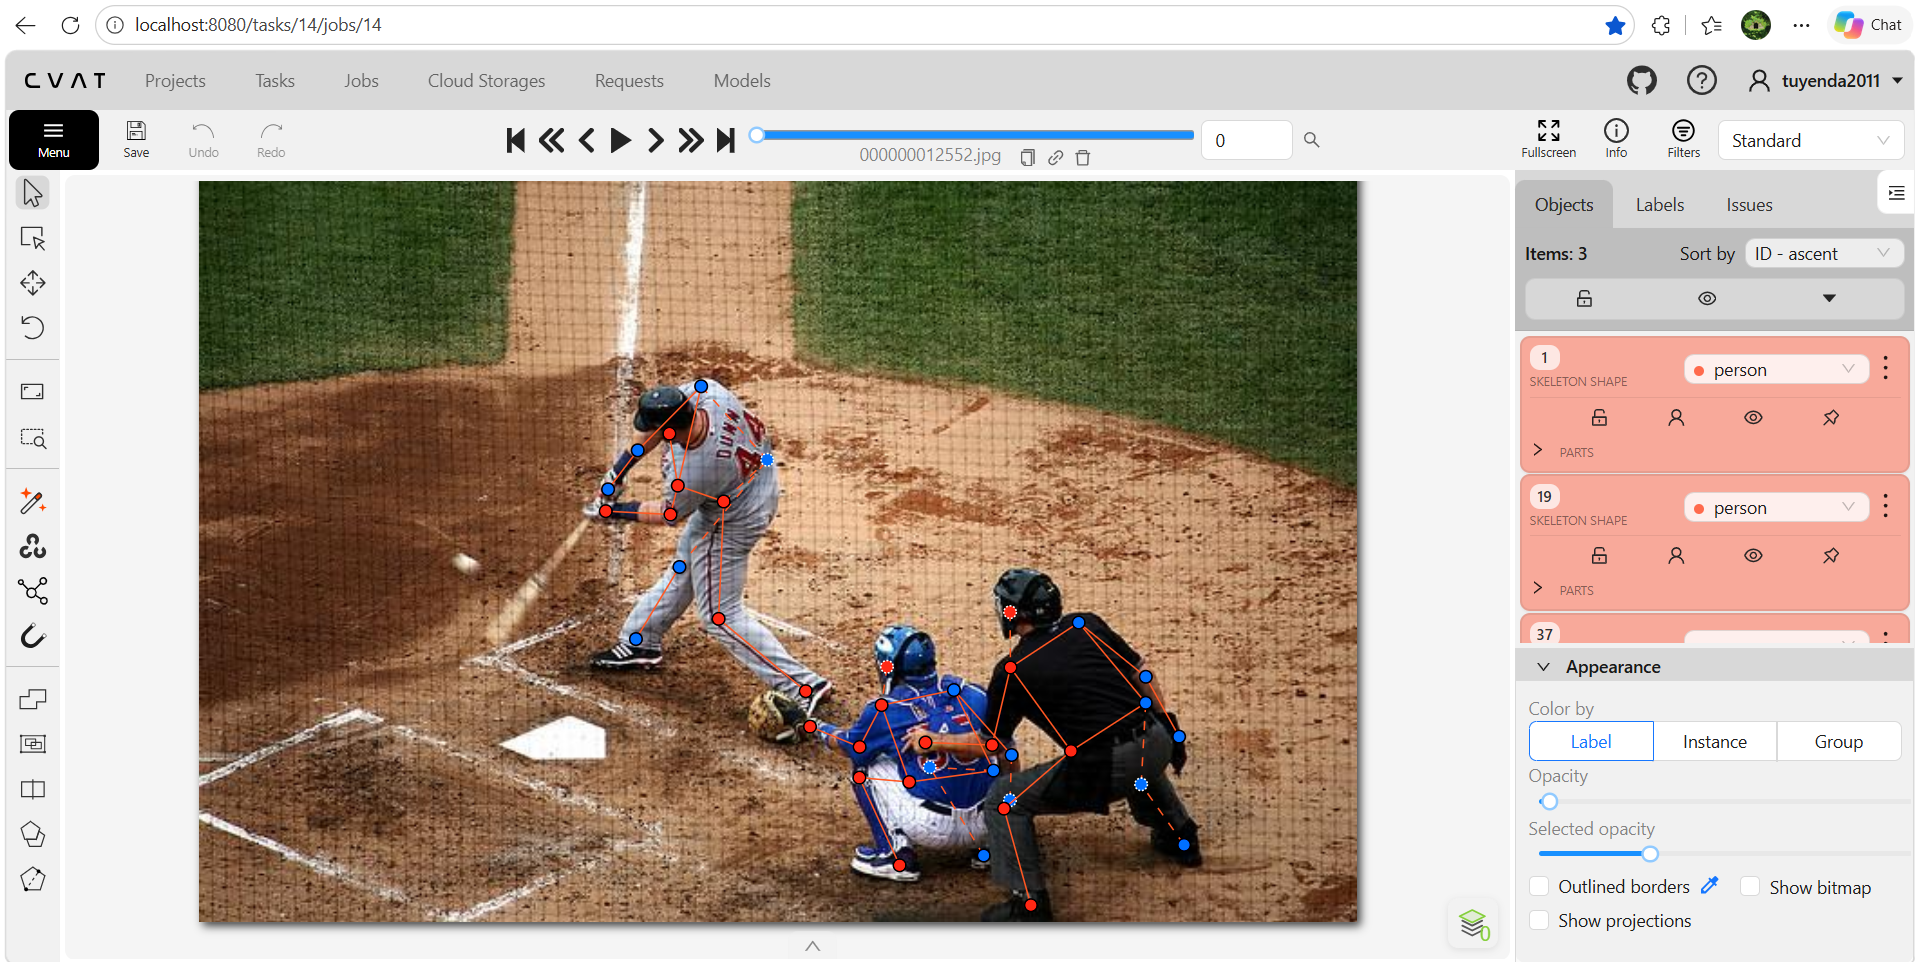 localhost:8080/tasks/14/jobs/14
Chat
CVAT
Projects
Tasks
Jobs
Cloud Storages
Requests
Models
tuyenda2011
Menu
Save
Undo
Redo
000000012552.jpg
0
Fullscreen
Info
Filters
Standard
Objects
Labels
Issues
Items: 3
Sort by
ID - ascent
1
SKELETON SHAPE
person
PARTS
19
SKELETON SHAPE
person
PARTS
37
Appearance
Color by
Label
Instance
Group
Opacity
Selected opacity
Outlined borders
Show bitmap
Show projections
0
DUNN
44